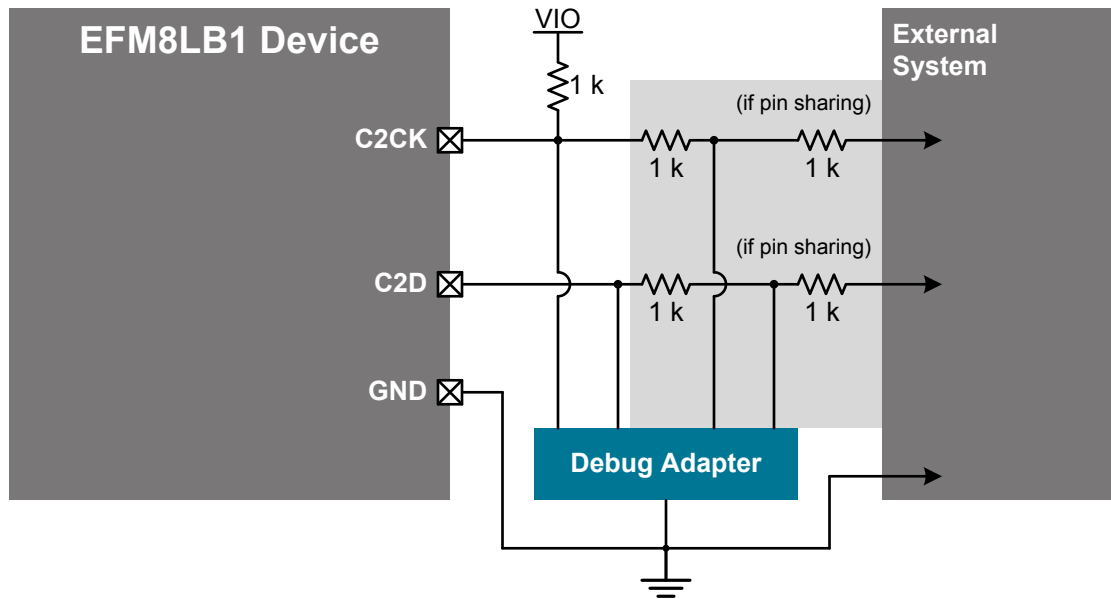 EFM8LB1 Device
VIO
External
System
1 k
(if pin sharing)
C2CK
1 k
1 k
(if pin sharing)
C2D
1 k
1 k
GND
Debug Adapter